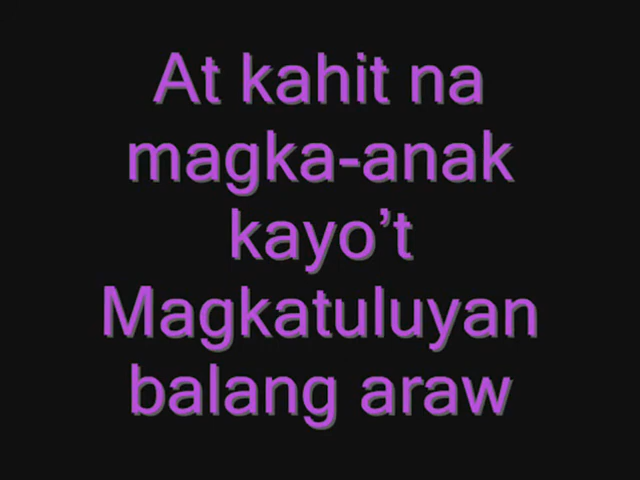 At kahit na
magka-anak
kayo’t
Magkatuluyan
balang araw